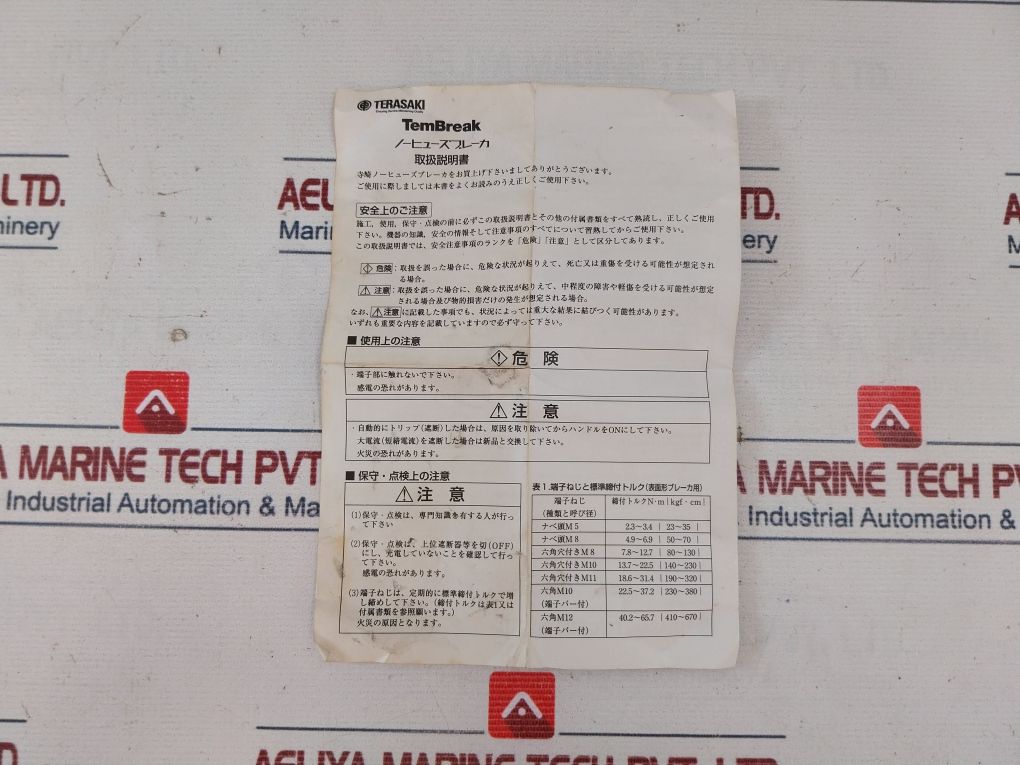 TERASAKI
TemBreak
ノーヒューズブレーカ
取扱説明書
寺崎ノーヒューズブレーカをお買上げ下さいましてありがとうございます。
ご使用に際しましては本書をよくお読みのうえ正しくご使用下さい。
安全上のご注意
施工，使用，保守・点検の前に必ずこの取扱説明書とその他の付属書類をすべて熟読し、正しくご使用
下さい。機器の知識，安全の情報そして注意事項のすべてについて習熟してからご使用下さい。
この取扱説明書では、安全注意事項のランクを「危険」「注意」として区分してあります。
危険：取扱を誤った場合に、危険な状況が起りえて、死亡又は重傷を受ける可能性が想定され
る場合。
注意：取扱を誤った場合に、危険な状況が起りえて、中程度の障害や軽傷を受ける可能性が想定
される場合及び物的損害だけの発生が想定される場合。
なお、注意に記載した事項でも、状況によっては重大な結果に結びつく可能性があります。
いずれも重要な内容を記載していますので必ず守って下さい。
■ 使用上の注意
危 険
・端子部に触れないで下さい。
感電の恐れがあります。
注 意
・自動的にトリップ(遮断)した場合は、原因を取り除いてからハンドルをONにして下さい。
大電流(短絡電流)を遮断した場合は新品と交換して下さい。
火災の恐れがあります。
■ 保守・点検上の注意
注 意
(1)保守・点検は、専門知識を有する人が行っ
て下さい
(2)保守・点検は、上位遮断器等を切(OFF)
にし、充電していないことを確認して行っ
て下さい。
感電の恐れがあります。
(3)端子ねじは、定期的に標準締付トルクで増
し締めして下さい。(締付トルクは表1又は
付属書類を参照願います。)
火災の原因となります。
表1.端子ねじと標準締付トルク(表面形ブレーカ用)
端子ねじ 締付トルクN・m｜kgf・cm｜
(種類と呼び径)
ナベ頭M 5 2.3～3.4｜23～35｜
ナベ頭M 8 4.9～6.9｜50～70｜
六角穴付きM 8 7.8～12.7｜80～130｜
六角穴付きM10 13.7～22.5｜140～230｜
六角穴付きM11 18.6～31.4｜190～320｜
六角M10 22.5～37.2｜230～380｜
(端子バー付)
六角M12 40.2～65.7｜410～670｜
(端子バー付)
LTD.
hinery
AEL
Marin
TD.
ery
A MARINE TECH PVT
Industrial Automation & Ma
MARINE TECH PVT
Industrial Automation
AELIYA MARINE TECH PVT LTD.
AEL